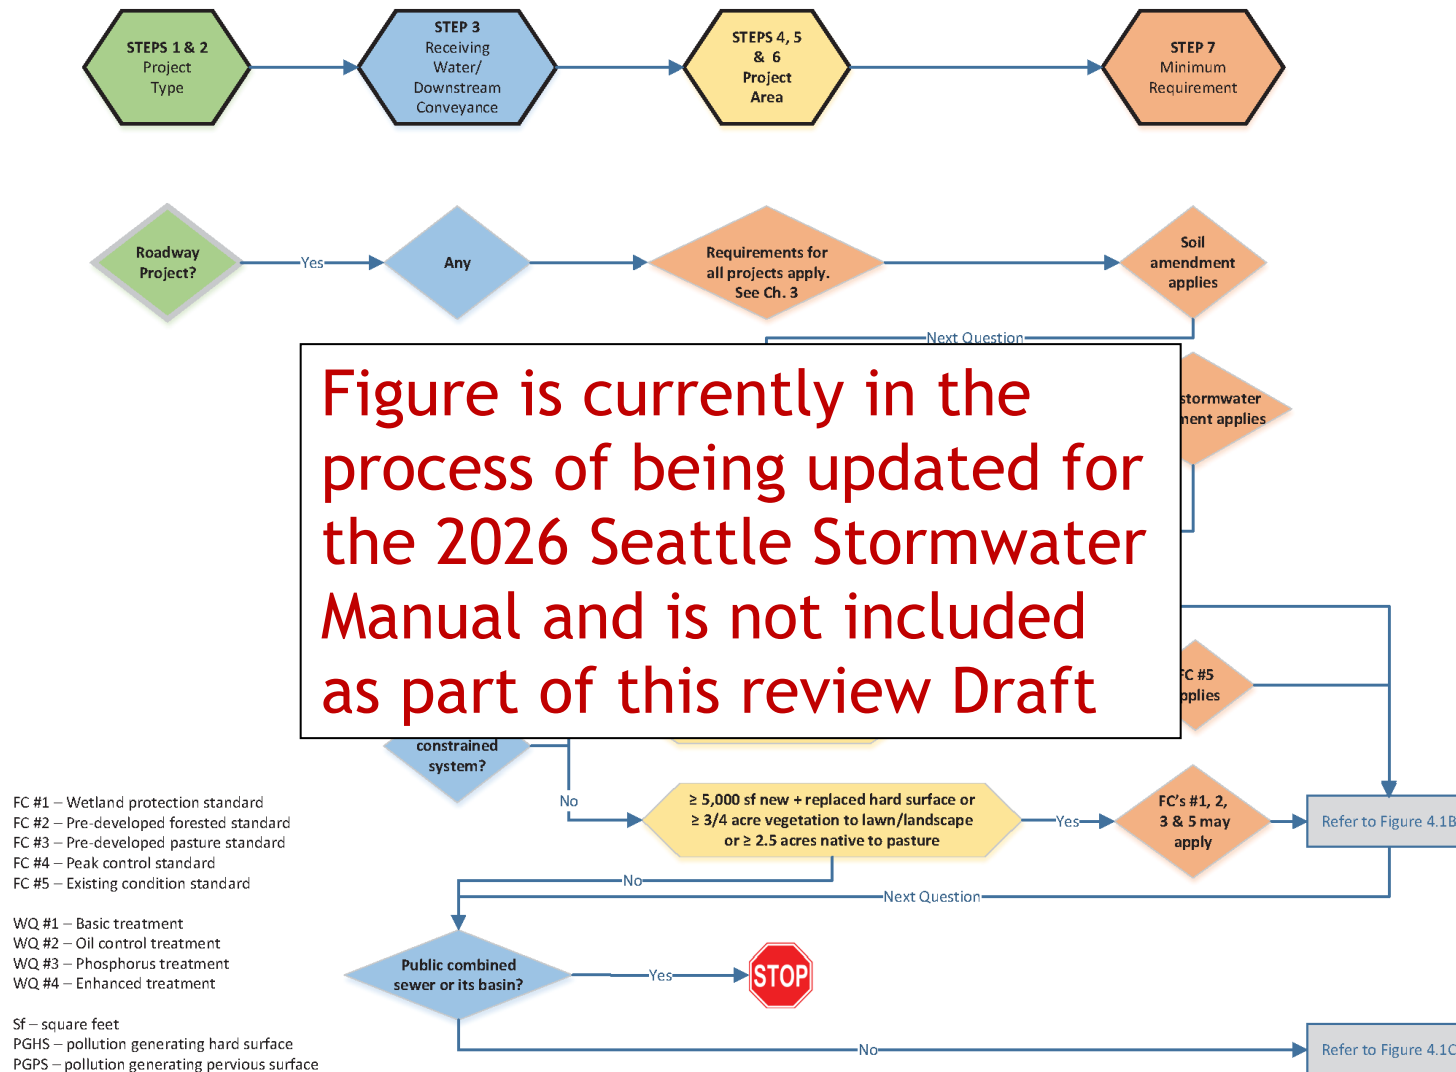 STEPS 1 & 2
Project
Type
STEP 3
Receiving
Water/
Downstream
Conveyance
STEPS 4, 5
& 6
Project
Area
STEP 7
Minimum
Requirement
Roadway
Project?
Yes
Any
Requirements for
all projects apply.
See Ch. 3
Soil
amendment
applies
Next Question
stormwater
applies
Figure is currently in the
process of being updated for
the 2026 Seattle Stormwater
Manual and is not included
as part of this review Draft
FC #5
constrained
system?
No
≥ 5,000 sf new + replaced hard surface or
≥ 3/4 acre vegetation to lawn/landscape
or ≥ 2.5 acres native to pasture
Yes
FC's #1, 2,
3 & 5 may
apply
Refer to Figure 4.1B
No
Next Question
FC #1 – Wetland protection standard
FC #2 – Pre-developed forested standard
FC #3 – Pre-developed pasture standard
FC #4 – Peak control standard
FC #5 – Existing condition standard
WQ #1 – Basic treatment
WQ #2 – Oil control treatment
WQ #3 – Phosphorus treatment
WQ #4 – Enhanced treatment
Sf – square feet
PGHS – pollution generating hard surface
PGPS – pollution generating pervious surface
Public combined
sewer or its basin?
Yes
STOP
No
Refer to Figure 4.1C